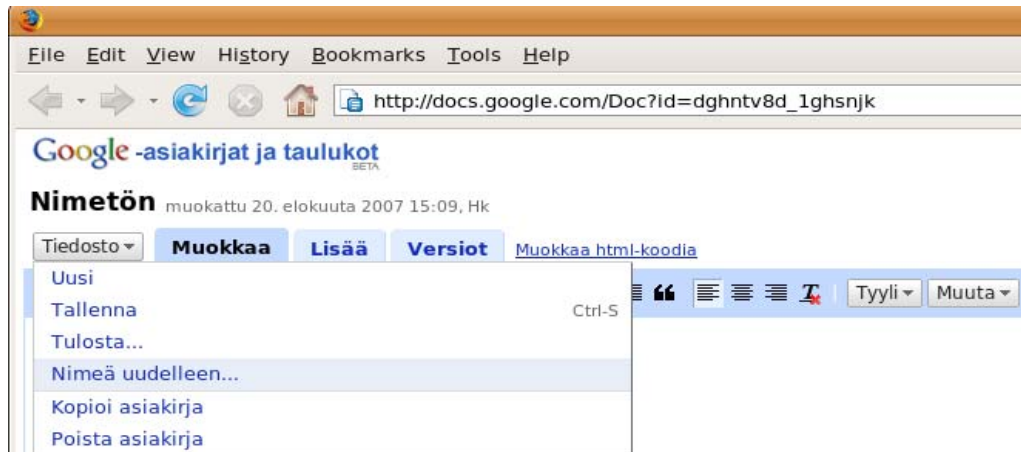 File Edit View History Bookmarks Tools Help
http://docs.google.com/Doc?id=dghntv8d_1ghsnjk
Google -asiakirjat ja taulukot
BETA
Nimetön muokattu 20. elokuuta 2007 15:09, Hk
Tiedosto Muokkaa Lisää Versiot Muokkaa html-koodia
Uusi
Tallenna Ctrl-S
Tyyli Muuta
Tulosta...
Nimeä uudelleen...
Kopioi asiakirja
Poista asiakirja